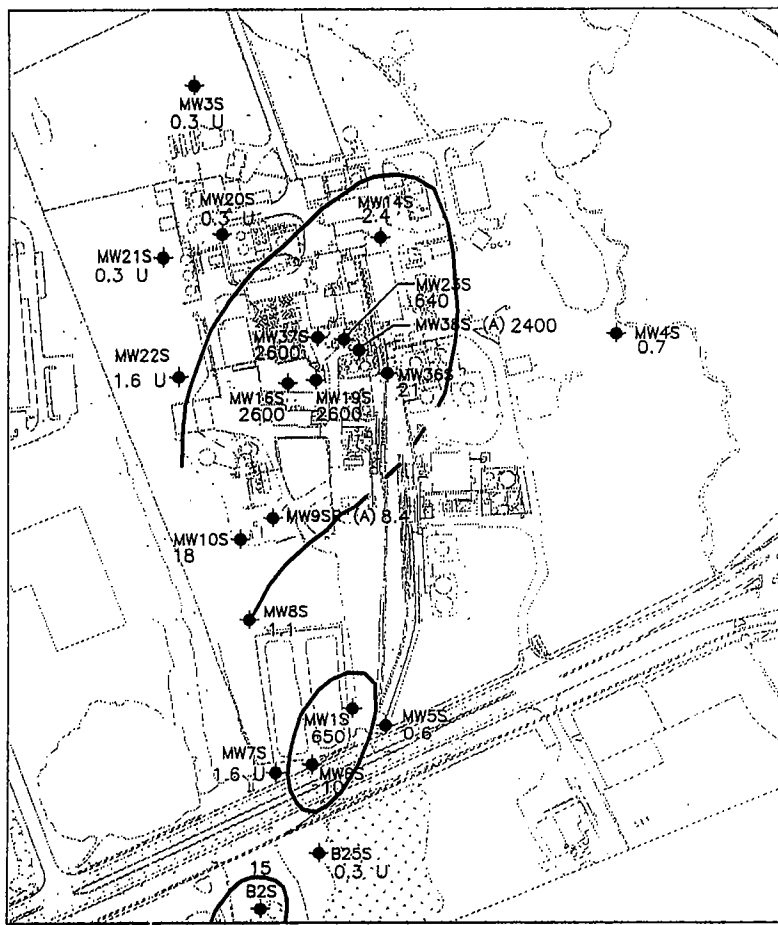 MW3S
0.3 U
MW20S
0.3 U
MW14S
2.4
MW21S
0.3 U
MW23S
640
MW38S (A) 2400
MW37S
2600
MW4S
0.7
MW22S
1.6 U
MW36S
21
MW16S
2600
MW19S
2600
MW9SR (A) 8.4
MW10S
18
MW8S
1.1
MW1S
650
MW5S
0.6
MW7S
1.6 U
MW6S
10
B25S
0.3 U
15
B2S